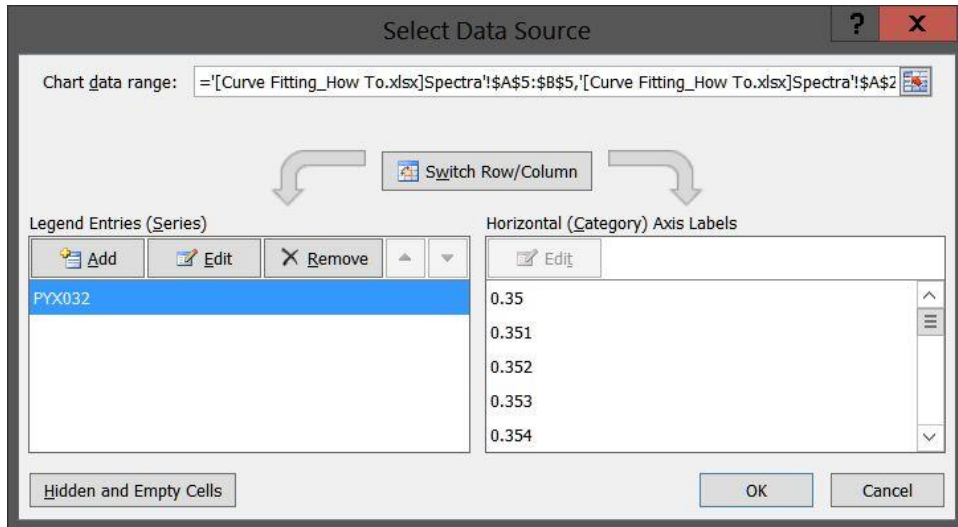 Select Data Source
? X
Chart data range: ='[Curve Fitting_How To.xlsx]Spectra'!$A$5:$B$5,'[Curve Fitting_How To.xlsx]Spectra'!$A$2
Switch Row/Column
Legend Entries (Series)
Add Edit Remove
PYX032
Horizontal (Category) Axis Labels
Edit
0.35
0.351
0.352
0.353
0.354
Hidden and Empty Cells OK Cancel